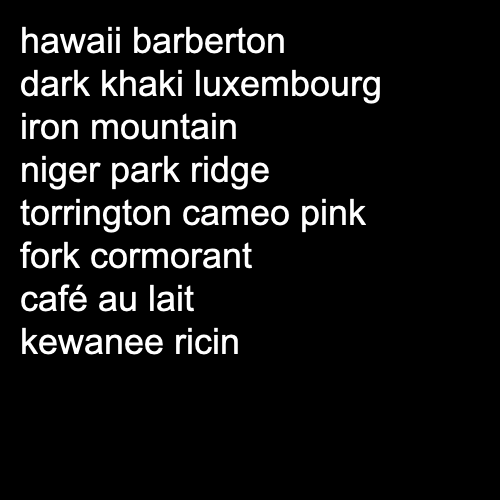 hawaii barberton
dark khaki luxembourg
iron mountain
niger park ridge
torrington cameo pink
fork cormorant
café au lait
kewanee ricin